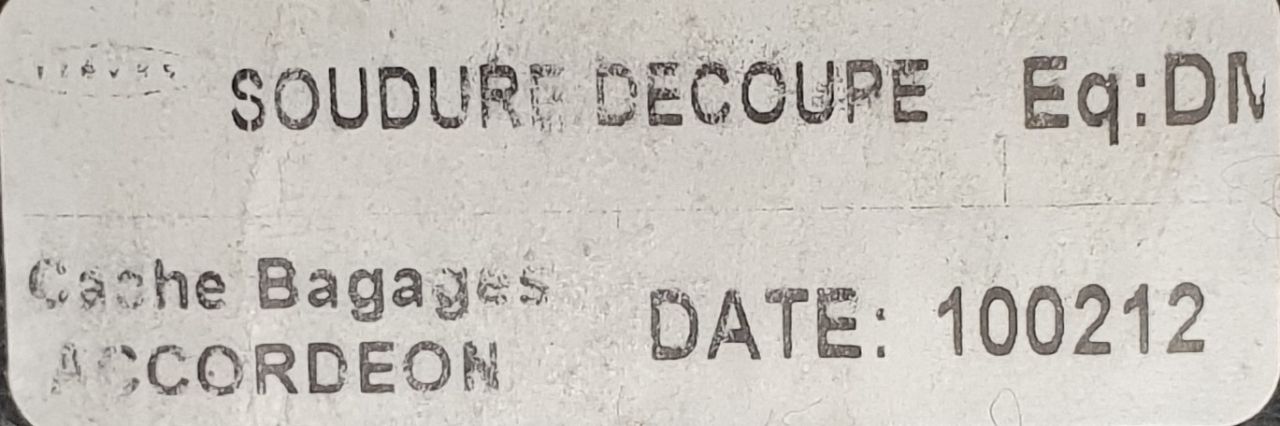 SOUDURE DECOUPE Eq:DM
Cache Bagages
ACCORDEON
DATE: 100212